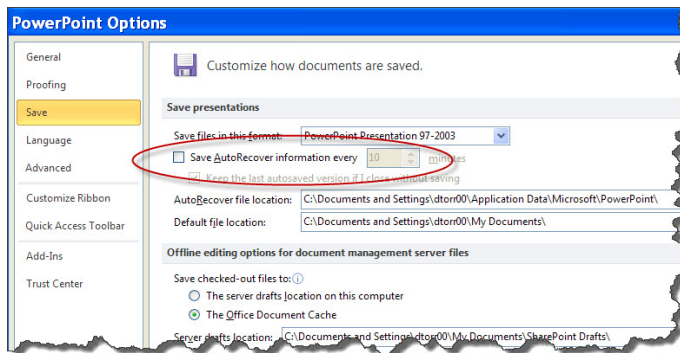 PowerPoint Options
General
Proofing
Save
Language
Advanced
Customize Ribbon
Quick Access Toolbar
Add-Ins
Trust Center
Customize how documents are saved.
Save presentations
Save files in this format: PowerPoint Presentation 97-2003
Save AutoRecover information every 10 minutes
Keep the last autosaved version if I close without saving
AutoRecover file location: C:\Documents and Settings\dtorr00\Application Data\Microsoft\PowerPoint\
Default file location: C:\Documents and Settings\dtorr00\My Documents\
Offline editing options for document management server files
Save checked-out files to:
The server drafts location on this computer
The Office Document Cache
Server drafts location: C:\Documents and Settings\dtorr00\My Documents\SharePoint Drafts\